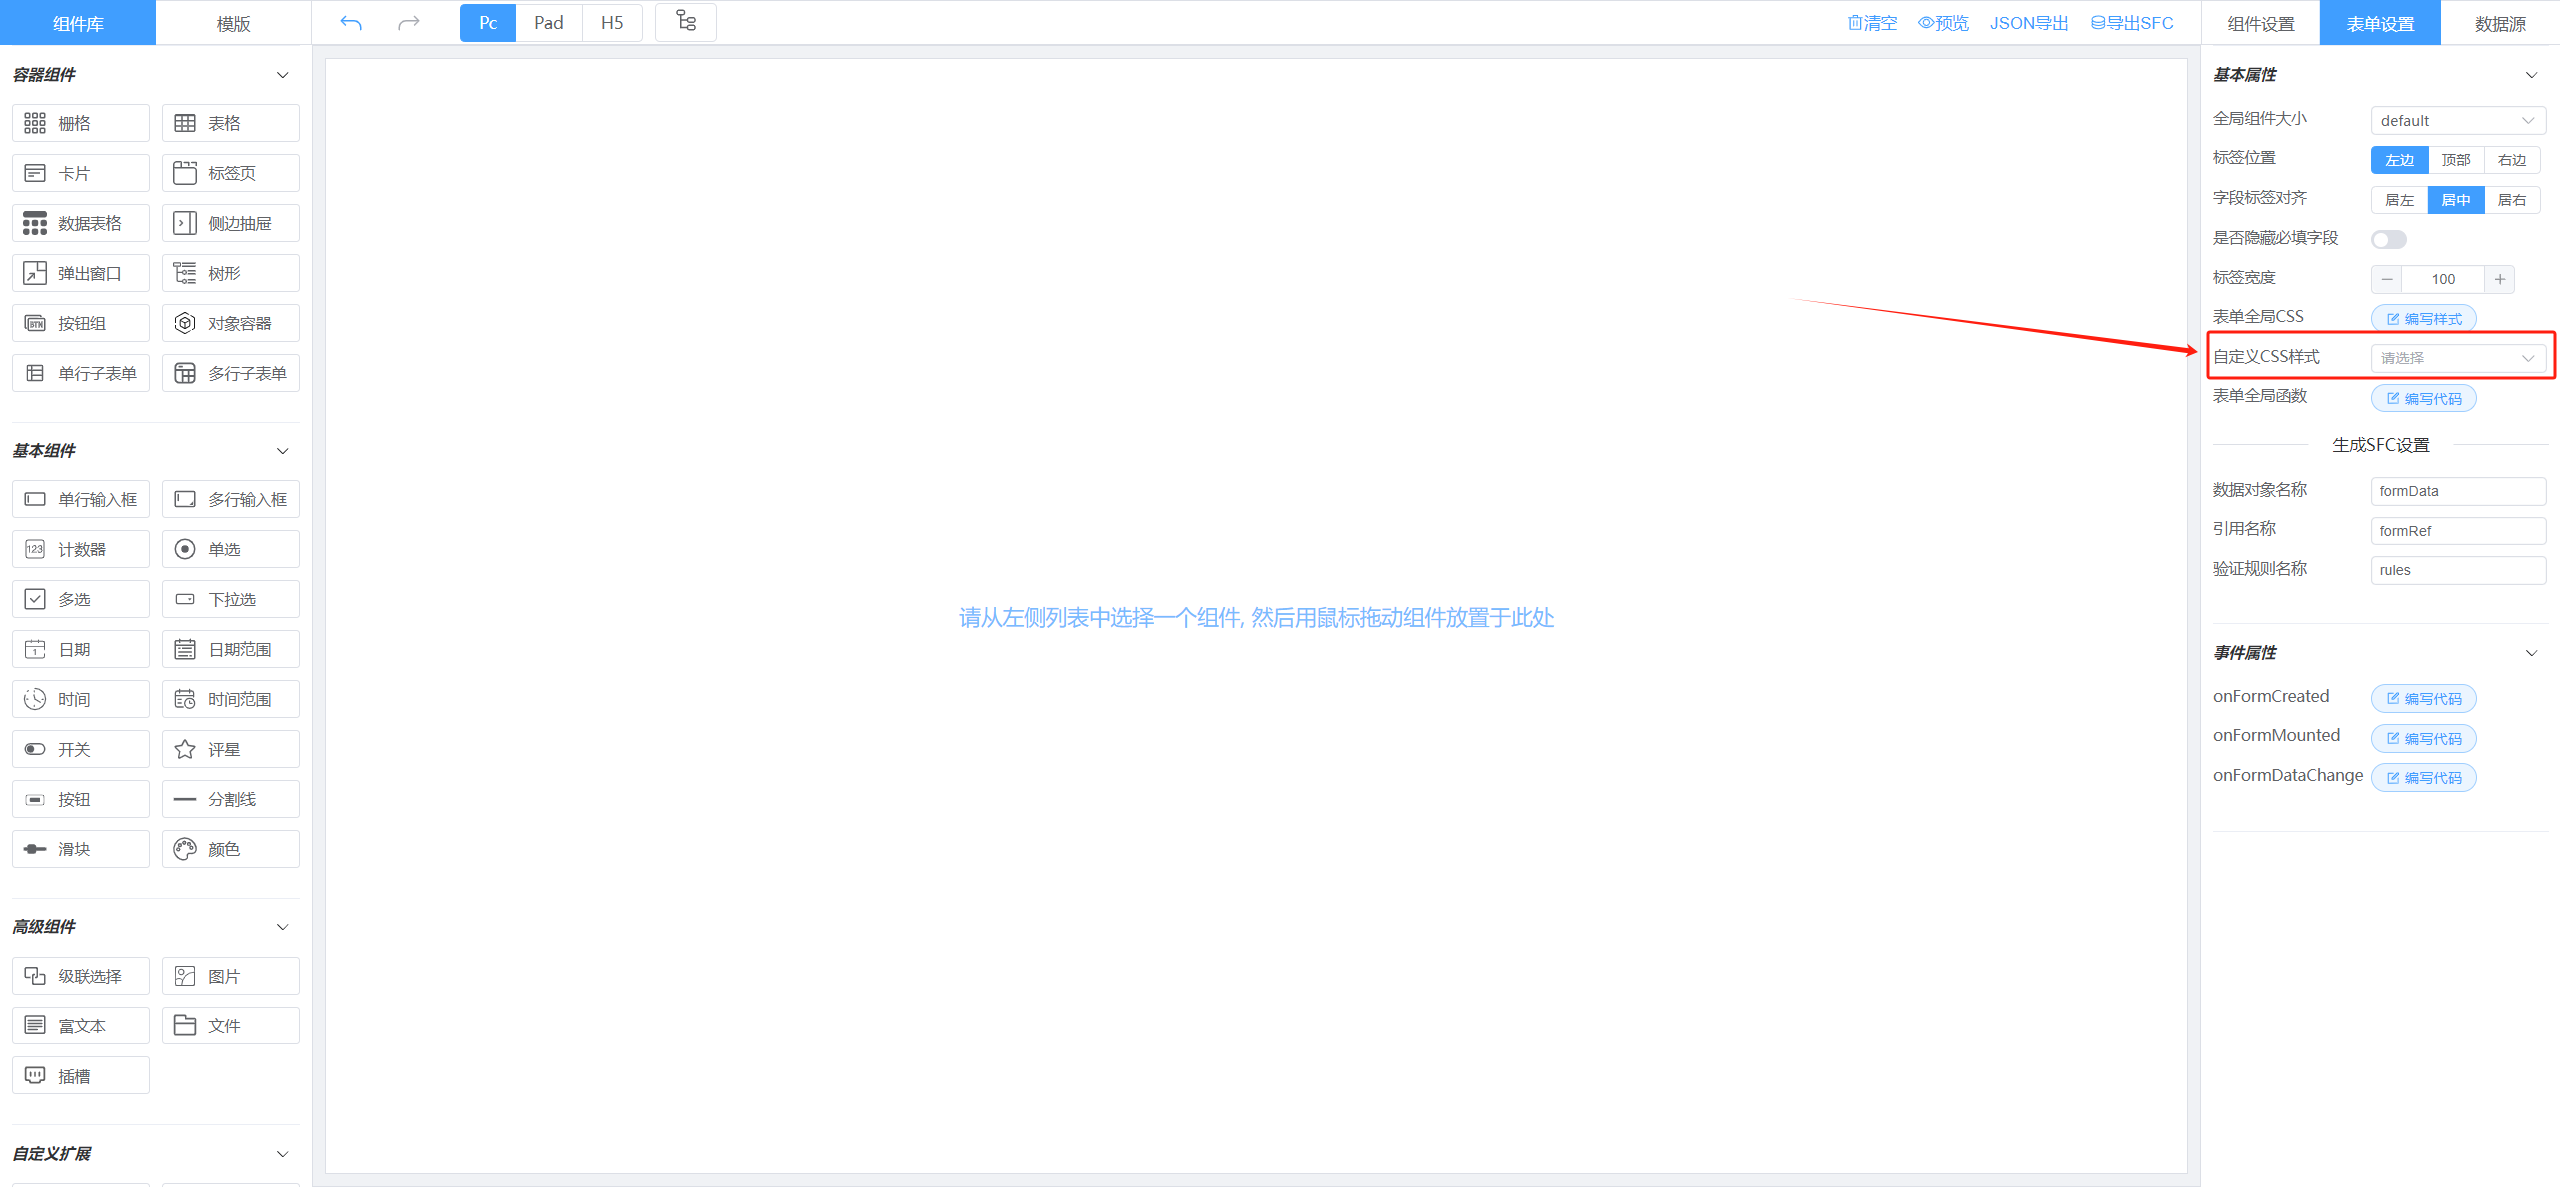 组件库
模版
Pc
Pad
H5
清空
预览
JSON导出
导出SFC
组件设置
表单设置
数据源
容器组件
栅格
表格
卡片
标签页
数据表格
侧边抽屉
弹出窗口
树形
BTN
按钮组
对象容器
单行子表单
多行子表单
基本组件
单行输入框
多行输入框
123
计数器
单选
多选
下拉选
1
日期
日期范围
时间
时间范围
开关
评星
按钮
分割线
滑块
颜色
高级组件
级联选择
图片
富文本
文件
插槽
自定义扩展
请从左侧列表中选择一个组件, 然后用鼠标拖动组件放置于此处
基本属性
全局组件大小
default
标签位置
左边
顶部
右边
字段标签对齐
居左
居中
居右
是否隐藏必填字段
标签宽度
100
表单全局CSS
编写样式
自定义CSS样式
请选择
表单全局函数
编写代码
生成SFC设置
数据对象名称
formData
引用名称
formRef
验证规则名称
rules
事件属性
onFormCreated
编写代码
onFormMounted
编写代码
onFormDataChange
编写代码